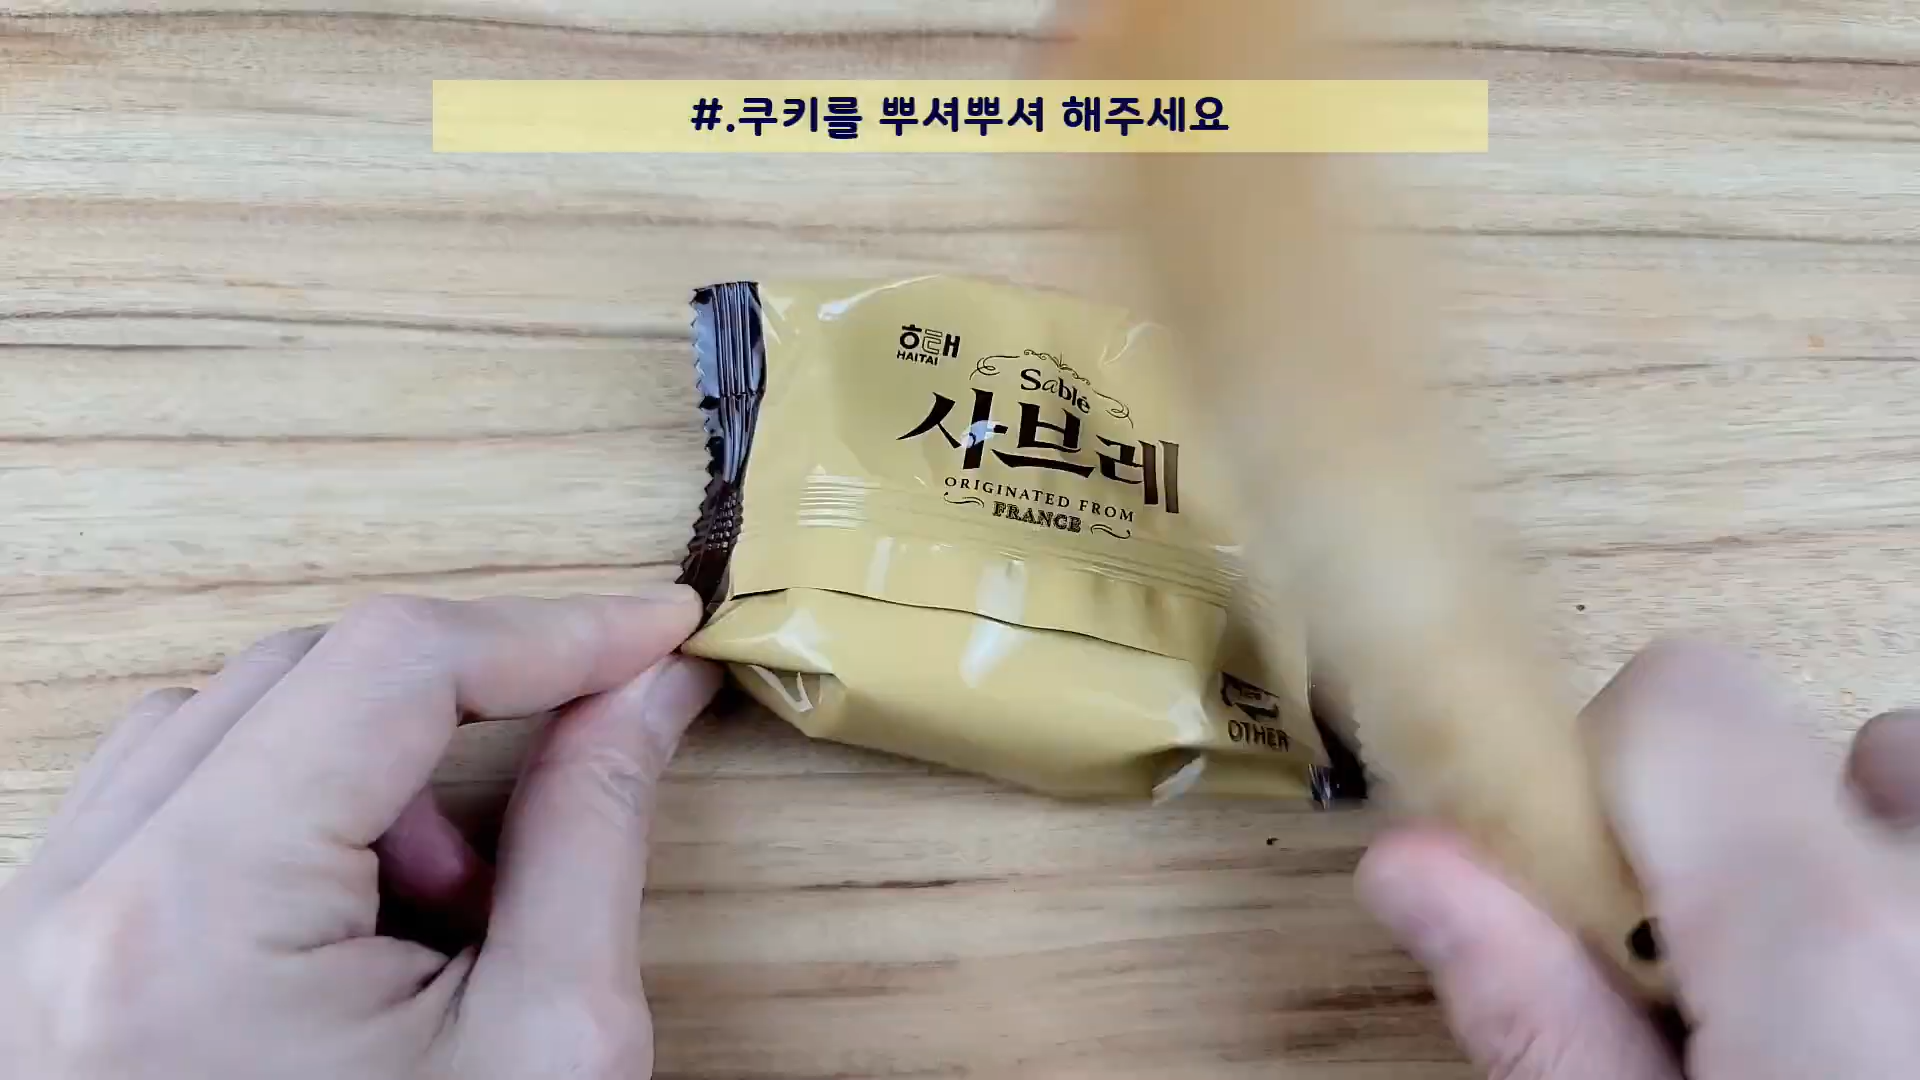 #.쿠키를 뿌셔뿌셔 해주세요
해태
HAITAI
Sablé
사브레
ORIGINATED FROM
FRANCE
OTHER